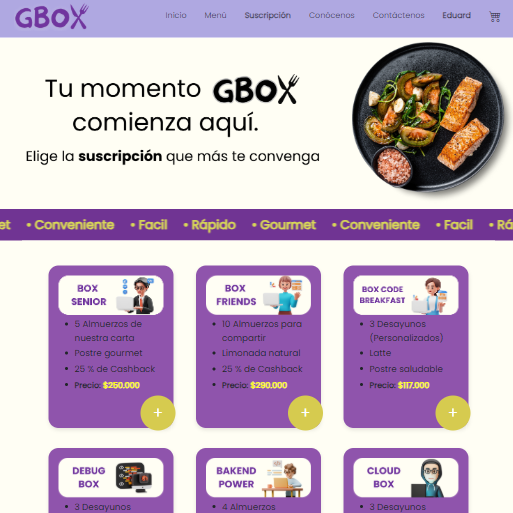 GBOX
Inicio Menú Suscripción Conócenos Contáctenos Eduard
Tu momento GBOX
comienza aquí.
Elige la suscripción que más te convenga
et • Conveniente • Facil • Rápido • Gourmet • Conveniente • Facil • Rá
BOX
SENIOR
• 5 Almuerzos de
nuestra carta
• Postre gourmet
• 25 % de Cashback
• Precio: $250.000
+
BOX
FRIENDS
• 10 Almuerzos para
compartir
• Limonada natural
• 25 % de Cashback
• Precio: $290.000
+
BOX CODE
BREAKFAST
• 3 Desayunos
(Personalizados)
• Latte
• Postre saludable
• Precio: $117.000
+
DEBUG
BOX
• 3 Desayunos
BAKEND
POWER
• 4 Almuerzos
CLOUD
BOX
• 3 Desayunos